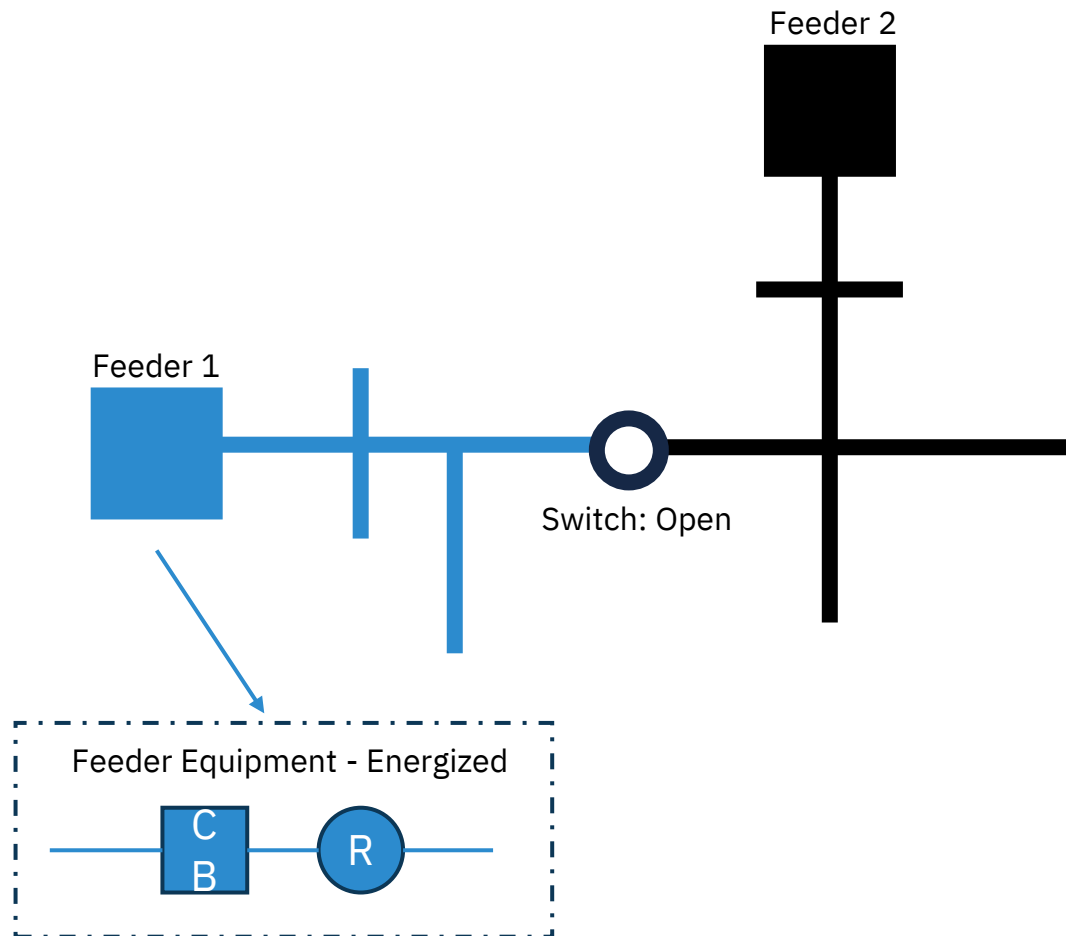 Feeder 2
Feeder 1
Switch: Open
Feeder Equipment - Energized
C
B
R